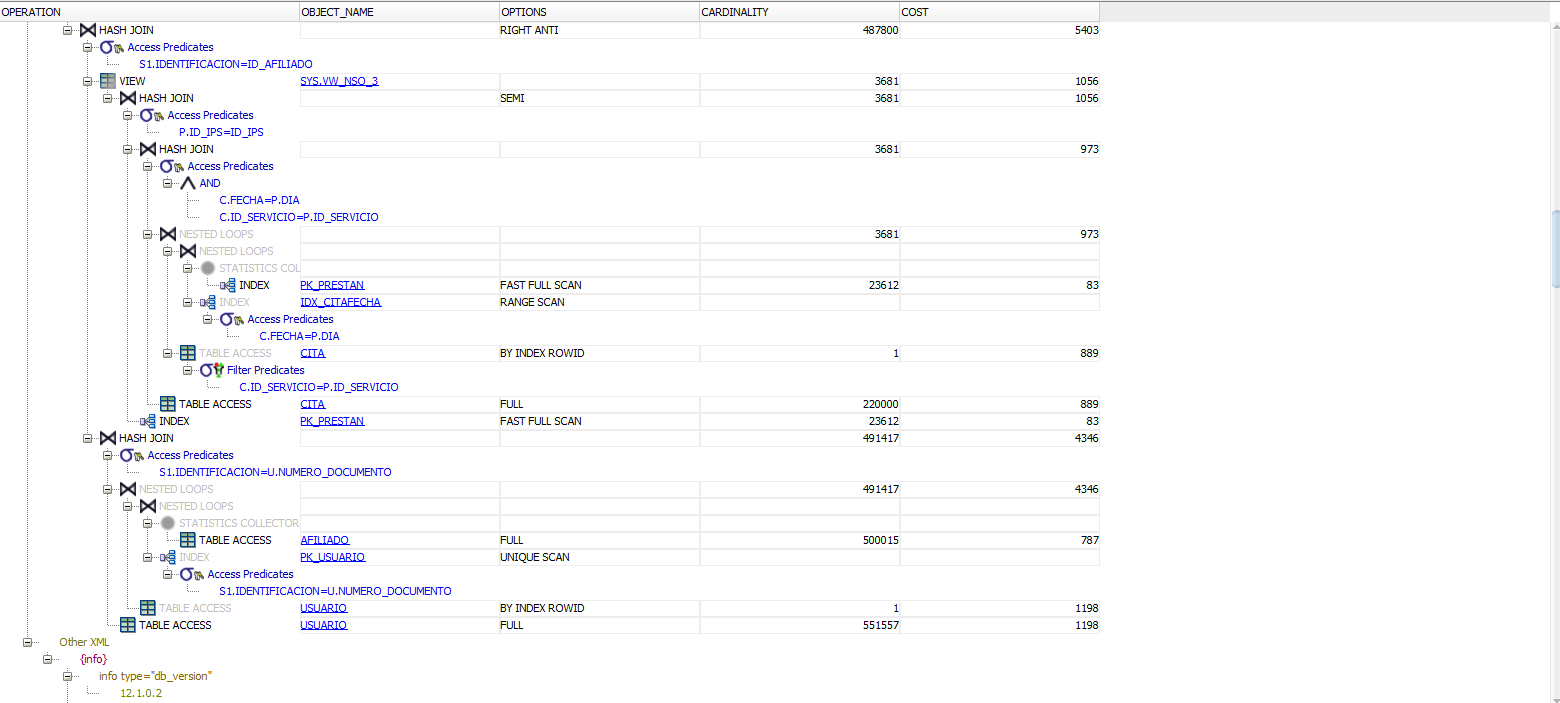 OPERATION OBJECT_NAME OPTIONS CARDINALITY COST
HASH JOIN RIGHT ANTI 487800 5403
Access Predicates
S1.IDENTIFICACION=ID_AFILIADO
VIEW SYS.VW_NSO_3 3681 1056
HASH JOIN SEMI 3681 1056
Access Predicates
P.ID_IPS=ID_IPS
HASH JOIN 3681 973
Access Predicates
AND
C.FECHA=P.DIA
C.ID_SERVICIO=P.ID_SERVICIO
NESTED LOOPS 3681 973
NESTED LOOPS
STATISTICS COL
INDEX PK_PRESTAN FAST FULL SCAN 23612 83
INDEX IDX_CITAFECHA RANGE SCAN
Access Predicates
C.FECHA=P.DIA
TABLE ACCESS CITA BY INDEX ROWID 1 889
Filter Predicates
C.ID_SERVICIO=P.ID_SERVICIO
TABLE ACCESS CITA FULL 220000 889
INDEX PK_PRESTAN FAST FULL SCAN 23612 83
HASH JOIN 491417 4346
Access Predicates
S1.IDENTIFICACION=U.NUMERO_DOCUMENTO
NESTED LOOPS 491417 4346
NESTED LOOPS
STATISTICS COLLECTOR
TABLE ACCESS AFILIADO FULL 500015 787
INDEX PK_USUARIO UNIQUE SCAN
Access Predicates
S1.IDENTIFICACION=U.NUMERO_DOCUMENTO
TABLE ACCESS USUARIO BY INDEX ROWID 1 1198
TABLE ACCESS USUARIO FULL 551557 1198
Other XML
{info}
info type="db_version"
12.1.0.2